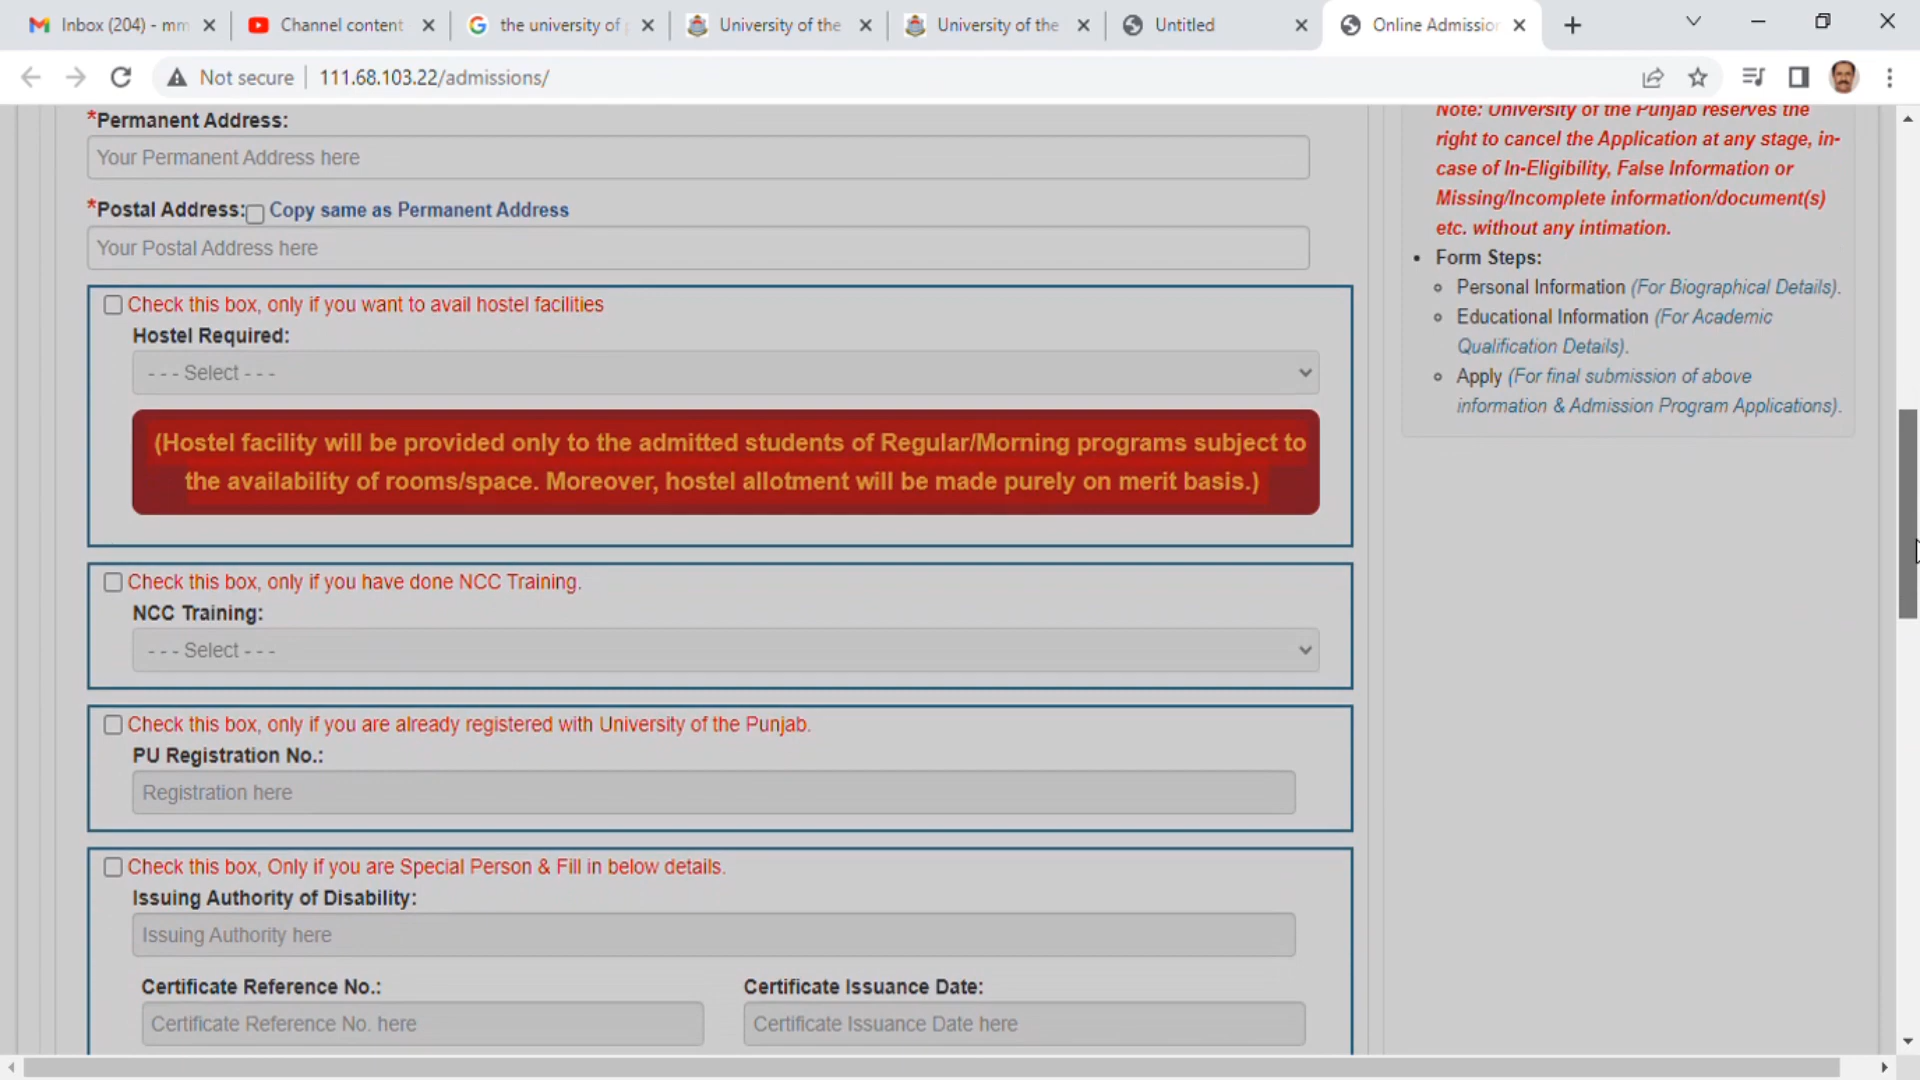 Inbox (204) - mm
Channel content
the university of p
University of the
University of the
Untitled
Online Admission
Not secure
111.68.103.22/admissions/
*Permanent Address:
Your Permanent Address here
*Postal Address: Copy same as Permanent Address
Your Postal Address here
Check this box, only if you want to avail hostel facilities
Hostel Required:
- - - Select - - -
(Hostel facility will be provided only to the admitted students of Regular/Morning programs subject to
the availability of rooms/space. Moreover, hostel allotment will be made purely on merit basis.)
Check this box, only if you have done NCC Training.
NCC Training:
- - - Select - - -
Check this box, only if you are already registered with University of the Punjab.
PU Registration No.:
Registration here
Check this box, Only if you are Special Person & Fill in below details.
Issuing Authority of Disability:
Issuing Authority here
Certificate Reference No.:
Certificate Issuance Date:
Certificate Reference No. here
Certificate Issuance Date here
Note: University of the Punjab reserves the
right to cancel the Application at any stage, in-
case of In-Eligibility, False Information or
Missing/Incomplete information/document(s)
etc. without any intimation.
Form Steps:
Personal Information (For Biographical Details).
Educational Information (For Academic
Qualification Details).
Apply (For final submission of above
information & Admission Program Applications).